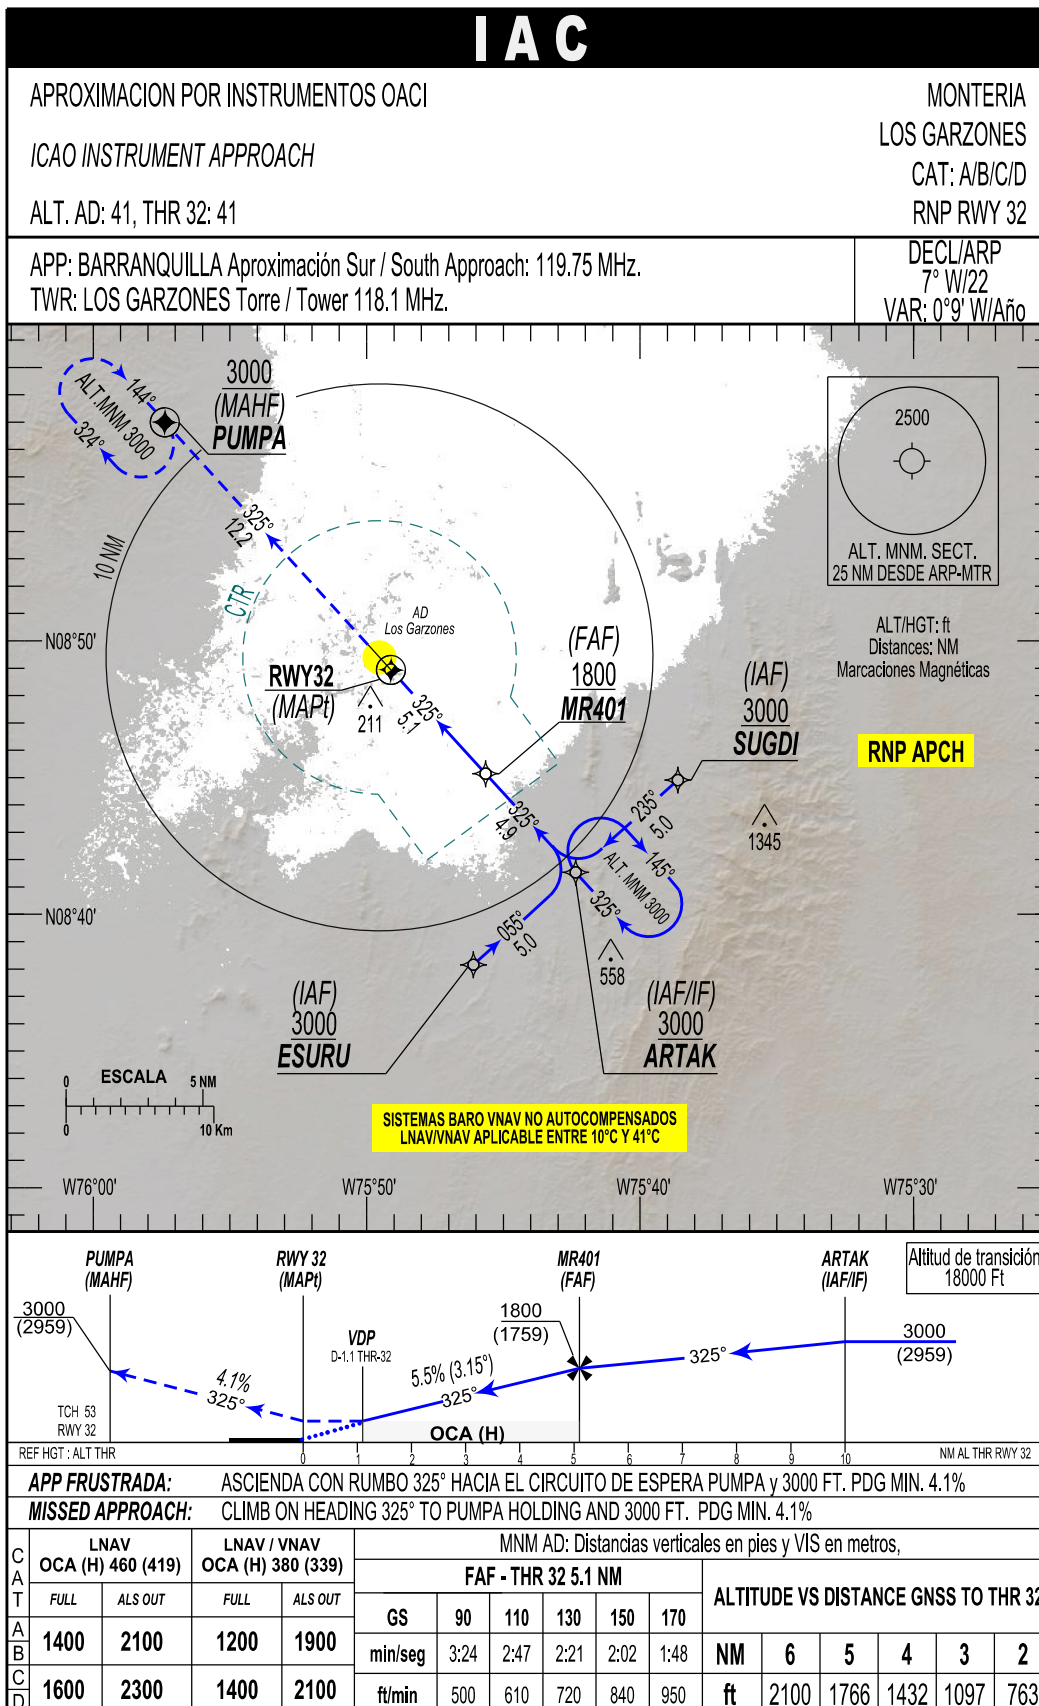 IAC
APROXIMACION POR INSTRUMENTOS OACI
ICAO INSTRUMENT APPROACH
ALT. AD: 41, THR 32: 41
MONTERIA
LOS GARZONES
CAT: A/B/C/D
RNP RWY 32
APP: BARRANQUILLA Aproximación Sur / South Approach: 119.75 MHz.
TWR: LOS GARZONES Torre / Tower 118.1 MHz.
DECL/ARP
7° W/22
VAR: 0°9' W/Año
3000
(MAHF)
PUMPA
144°
ALT.MNM 3000
324°
10 NM
325°
12.2
CTR
2500
ALT. MNM. SECT.
25 NM DESDE ARP-MTR
ALT/HGT: ft
Distances: NM
Marcaciones Magnéticas
AD
Los Garzones
N08°50'
RWY32
(MAPt)
211
325°
5.1
(FAF)
1800
MR401
(IAF)
3000
SUGDI
RNP APCH
235°
5.0
1345
325°
4.9
145°
ALT. MNM 3000
325°
N08°40'
055°
5.0
558
(IAF)
3000
ESURU
(IAF/IF)
3000
ARTAK
0 ESCALA 5 NM
0 10 Km
SISTEMAS BARO VNAV NO AUTOCOMPENSADOS
LNAV/VNAV APLICABLE ENTRE 10°C Y 41°C
W76°00' W75°50' W75°40' W75°30'
PUMPA
(MAHF)
RWY 32
(MAPt)
MR401
(FAF)
ARTAK
(IAF/IF)
Altitud de transición
18000 Ft
3000
(2959)
VDP
D-1.1 THR-32
1800
(1759)
3000
(2959)
4.1%
325°
5.5% (3.15°)
325°
325°
TCH 53
RWY 32
OCA (H)
REF HGT : ALT THR
0 1 2 3 4 5 6 7 8 9 10
NM AL THR RWY 32
APP FRUSTRADA: ASCIENDA CON RUMBO 325° HACIA EL CIRCUITO DE ESPERA PUMPA y 3000 FT. PDG MIN. 4.1%
MISSED APPROACH: CLIMB ON HEADING 325° TO PUMPA HOLDING AND 3000 FT. PDG MIN. 4.1%
CAT
LNAV
OCA (H) 460 (419)
LNAV / VNAV
OCA (H) 380 (339)
MNM AD: Distancias verticales en pies y VIS en metros,
FULL ALS OUT FULL ALS OUT
FAF - THR 32 5.1 NM
ALTITUDE VS DISTANCE GNSS TO THR 32
A
B
1400 2100 1200 1900
C
D
1600 2300 1400 2100
GS 90 110 130 150 170
min/seg 3:24 2:47 2:21 2:02 1:48
ft/min 500 610 720 840 950
NM 6 5 4 3 2
ft 2100 1766 1432 1097 763